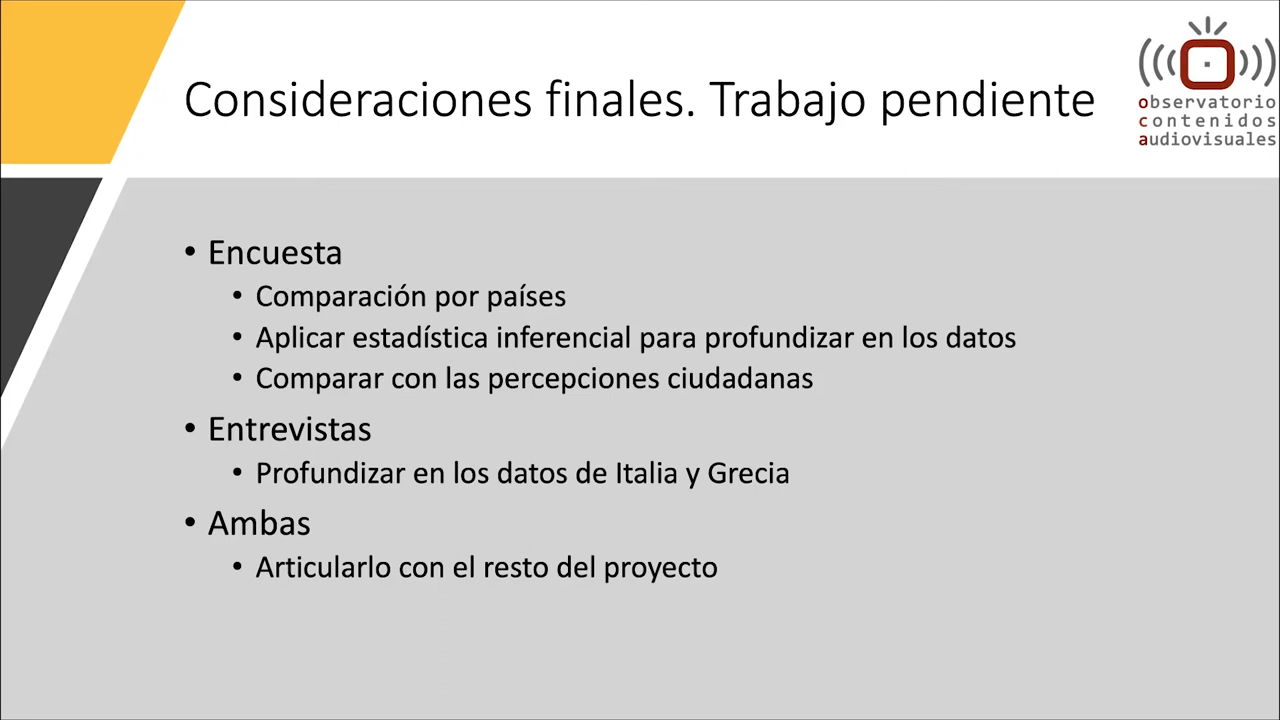 Consideraciones finales. Trabajo pendiente
observatorio
contenidos
audiovisuales
• Encuesta
• Comparación por países
• Aplicar estadística inferencial para profundizar en los datos
• Comparar con las percepciones ciudadanas
• Entrevistas
• Profundizar en los datos de Italia y Grecia
• Ambas
• Articularlo con el resto del proyecto